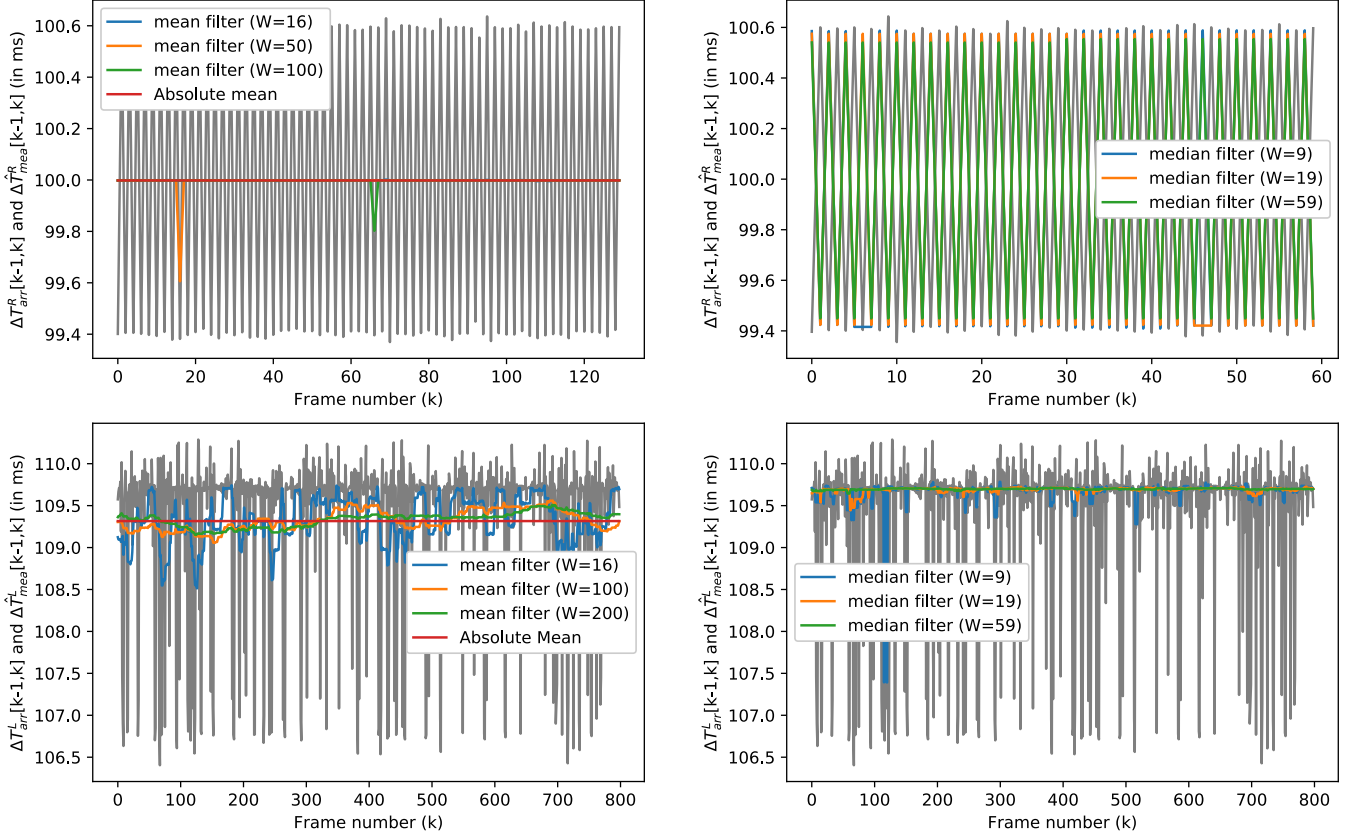 ΔT^R_arr[k-1,k] and ΔT̂^R_mea[k-1,k] (in ms)
100.6
100.4
100.2
100.0
99.8
99.6
99.4
mean filter (W=16)
mean filter (W=50)
mean filter (W=100)
Absolute mean
0 20 40 60 80 100 120
Frame number (k)
ΔT^R_arr[k-1,k] and ΔT̂^R_mea[k-1,k] (in ms)
100.6
100.4
100.2
100.0
99.8
99.6
99.4
median filter (W=9)
median filter (W=19)
median filter (W=59)
0 10 20 30 40 50 60
Frame number (k)
ΔT^L_arr[k-1,k] and ΔT̂^L_mea[k-1,k] (in ms)
110.0
109.5
109.0
108.5
108.0
107.5
107.0
106.5
mean filter (W=16)
mean filter (W=100)
mean filter (W=200)
Absolute Mean
0 100 200 300 400 500 600 700 800
Frame number (k)
ΔT^L_arr[k-1,k] and ΔT̂^L_mea[k-1,k] (in ms)
110.0
109.5
109.0
108.5
108.0
107.5
107.0
106.5
median filter (W=9)
median filter (W=19)
median filter (W=59)
0 100 200 300 400 500 600 700 800
Frame number (k)